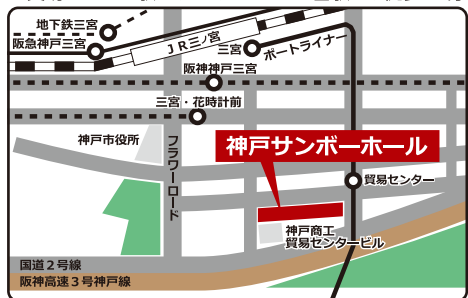 地下鉄三宮
阪急神戸三宮
ＪＲ三ノ宮
三宮
ポートライナー
阪神神戸三宮
三宮・花時計前
神戸市役所
フラワーロード
神戸サンボーホール
貿易センター
神戸商工
貿易センタービル
国道２号線
阪神高速３号神戸線